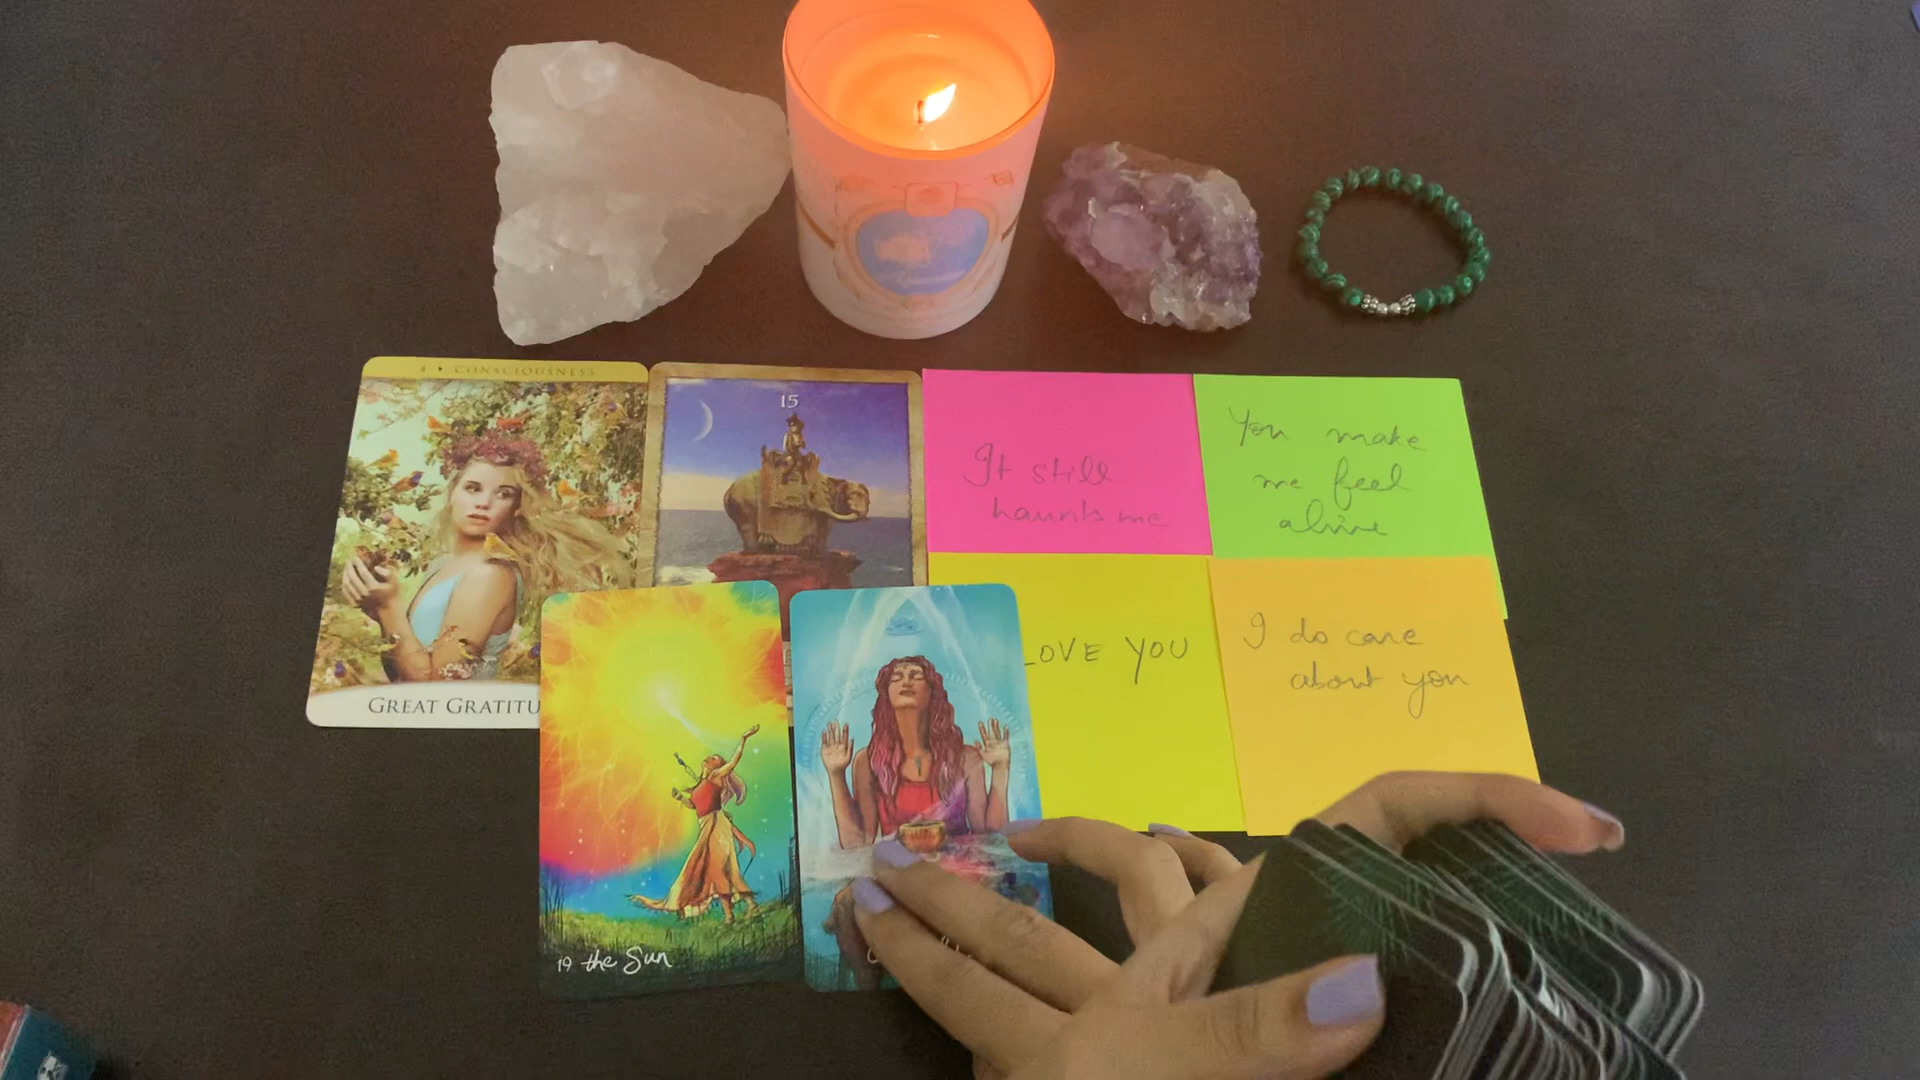 4 • CONSCIOUSNESS
GREAT GRATITU
15
It still
haunts me
You make
me feel
alive
LOVE YOU
I do care
about you
19 the Sun